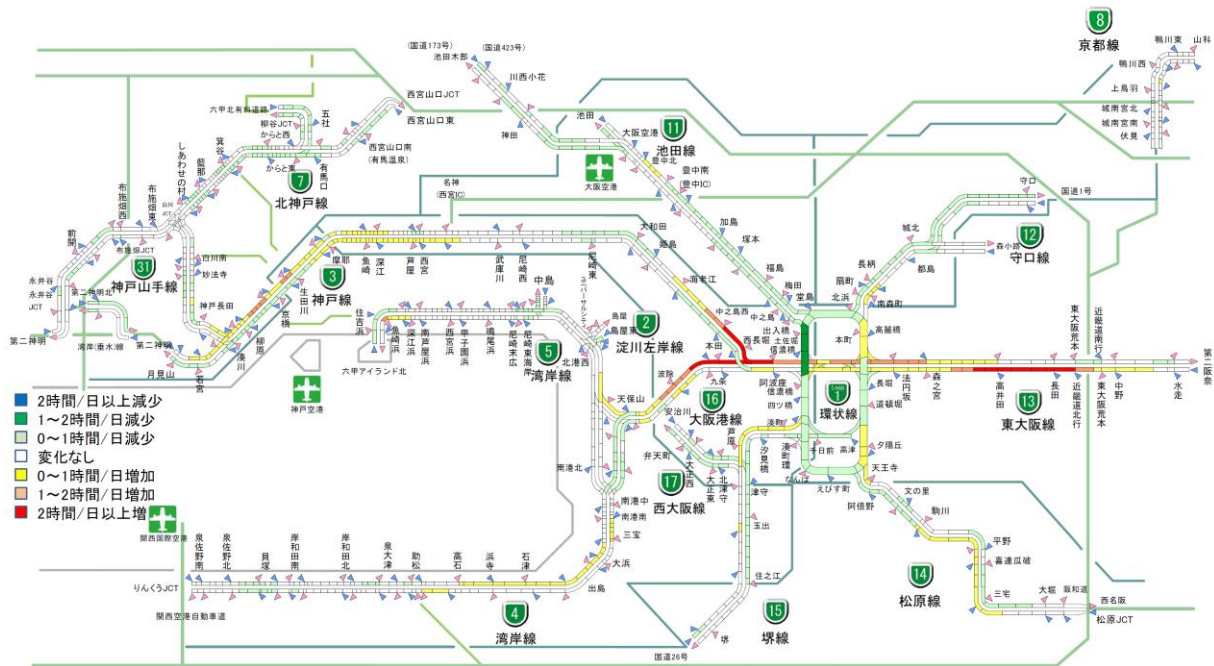 8
京都線
鴨川東
山科
鴨川西
上鳥羽
城南宮北
城南宮南
伏見
(国道173号)
(国道423号)
池田木部
川西小花
神田
池田
大阪空港
大阪空港
11
池田線
豊中北
豊中南
(豊中IC)
加島
塚本
福島
梅田
堂島
中之島
出入橋
土佐堀
信濃橋
西宮山口JCT
西宮山口東
西宮山口南
(有馬温泉)
六甲北有料道路
五社
柳谷JCT
からと西
からと東
有馬口
7
北神戸線
箕谷
藍那
しあわせの村
白川
JCT
布施畑東
布施畑西
布施畑JCT
前開
永井谷
永井谷
JCT
第二神明北
第二神明
湾岸(垂水)線
第二神明
31
神戸山手線
白川南
妙法寺
神戸長田
月見山
若宮
湊川
柳原
京橋
生田川
摩耶
3
神戸線
魚崎
深江
芦屋
西宮
名神
(西宮IC)
武庫川
尼崎西
尼崎東
大和田
姫島
海老江
中之島西
西長堀
本田
中島
ユニバーサルシティ
島屋
島屋東
2
淀川左岸線
北港西
5
湾岸線
住吉浜
魚崎浜
深江浜
南芦屋浜
西宮浜
甲子園浜
鳴尾浜
尼崎末広
尼崎東海岸
六甲アイランド北
神戸空港
天保山
波除
九条
安治川
16
大阪港線
阿波座
信濃橋
四ツ橋
弁天町
大正西
17
西大阪線
大正東
北津守
芦原
湊町
汐見橋
湊町環
千日前
高津
なんば
えびす町
津守
玉出
住之江
15
堺線
堺
国道26号
Loop
1
環状線
北浜
扇町
長柄
南森町
高麗橋
本町
長堀
道頓堀
夕陽丘
天王寺
阿倍野
城北
都島
守口
国道1号
森小路
12
守口線
法円坂
森之宮
高井田
長田
13
東大阪線
東大阪荒本
近畿道南行
近畿道北行
東大阪荒本
中野
水走
第二阪奈
文の里
駒川
平野
喜連瓜破
14
松原線
三宅
大堀
阪和道
西名阪
松原JCT
南港北
南港中
南港南
三宝
大浜
出島
石津
浜寺
高石
助松
泉大津
岸和田北
岸和田南
貝塚
泉佐野北
泉佐野南
りんくうJCT
関西空港自動車道
関西国際空港
4
湾岸線
2時間/日以上減少
1～2時間/日減少
0～1時間/日減少
変化なし
0～1時間/日増加
1～2時間/日増加
2時間/日以上増